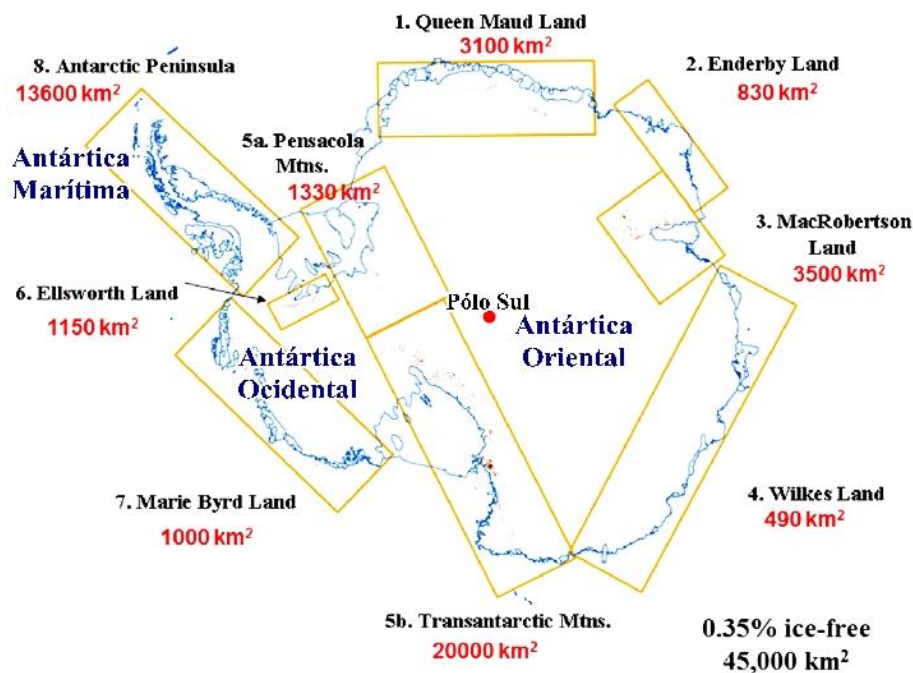 1. Queen Maud Land
3100 km²
2. Enderby Land
830 km²
8. Antarctic Peninsula
13600 km²
5a. Pensacola
Mtns.
1330 km²
Antártica
Marítima
3. MacRobertson
Land
3500 km²
6. Ellsworth Land
1150 km²
Pólo Sul
Antártica
Oriental
Antártica
Ocidental
7. Marie Byrd Land
1000 km²
4. Wilkes Land
490 km²
5b. Transantarctic Mtns.
20000 km²
0.35% ice-free
45,000 km²